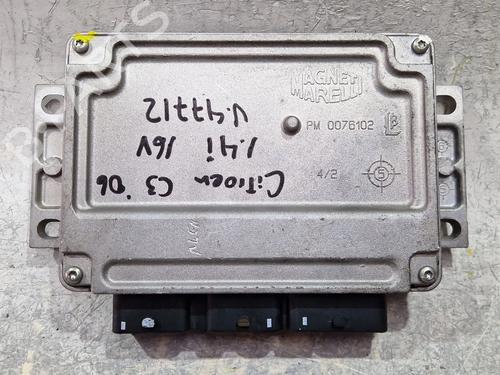 MAGNETI
MARELLI
PM 0076102
4/2
5
Citroen C3 '06
1.4i 16V
V.47712